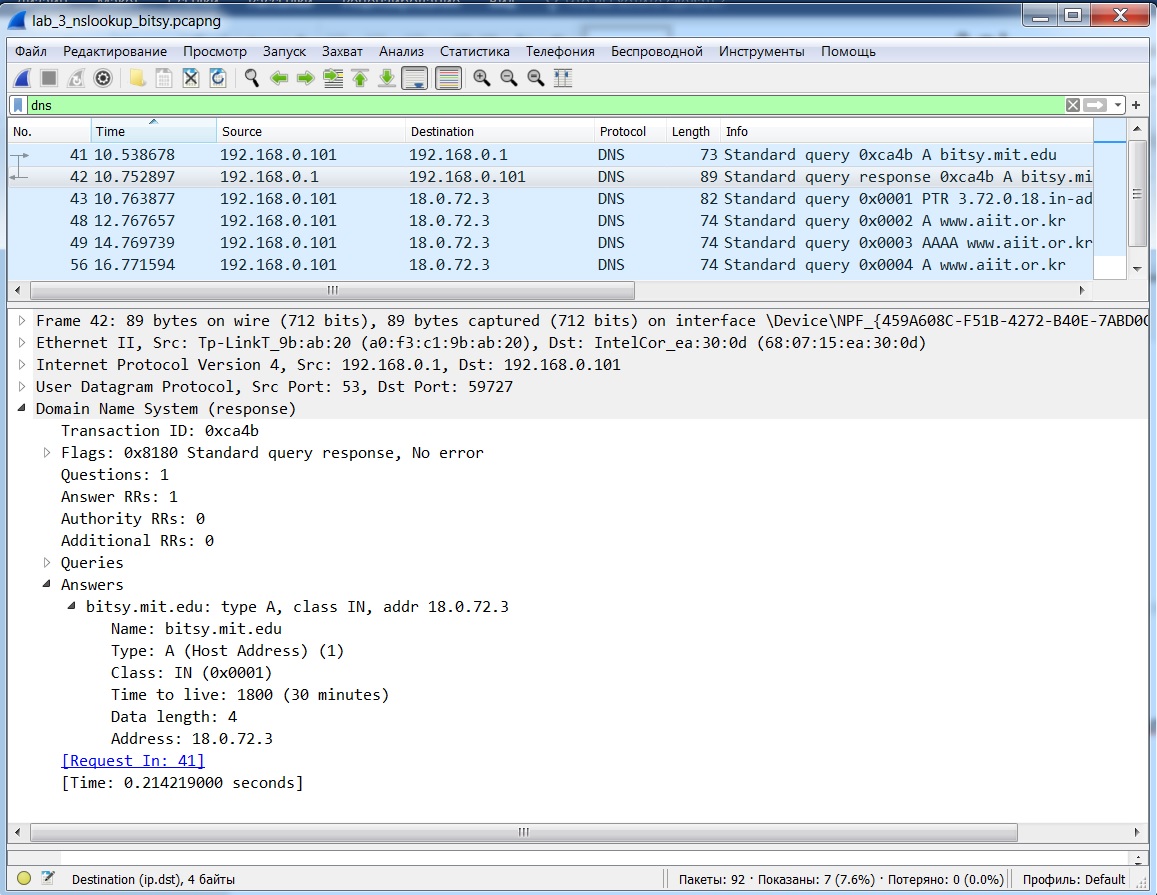 lab_3_nslookup_bitsy.pcapng
Файл Редактирование Просмотр Запуск Захват Анализ Статистика Телефония Беспроводной Инструменты Помощь
dns
No. Time Source Destination Protocol Length Info
41 10.538678 192.168.0.101 192.168.0.1 DNS 73 Standard query 0xca4b A bitsy.mit.edu
42 10.752897 192.168.0.1 192.168.0.101 DNS 89 Standard query response 0xca4b A bitsy.mi
43 10.763877 192.168.0.101 18.0.72.3 DNS 82 Standard query 0x0001 PTR 3.72.0.18.in-ad
48 12.767657 192.168.0.101 18.0.72.3 DNS 74 Standard query 0x0002 A www.aiit.or.kr
49 14.769739 192.168.0.101 18.0.72.3 DNS 74 Standard query 0x0003 AAAA www.aiit.or.kr
56 16.771594 192.168.0.101 18.0.72.3 DNS 74 Standard query 0x0004 A www.aiit.or.kr
Frame 42: 89 bytes on wire (712 bits), 89 bytes captured (712 bits) on interface \Device\NPF_{459A608C-F51B-4272-B40E-7ABD0C
Ethernet II, Src: Tp-LinkT_9b:ab:20 (a0:f3:c1:9b:ab:20), Dst: IntelCor_ea:30:0d (68:07:15:ea:30:0d)
Internet Protocol Version 4, Src: 192.168.0.1, Dst: 192.168.0.101
User Datagram Protocol, Src Port: 53, Dst Port: 59727
Domain Name System (response)
Transaction ID: 0xca4b
Flags: 0x8180 Standard query response, No error
Questions: 1
Answer RRs: 1
Authority RRs: 0
Additional RRs: 0
Queries
Answers
bitsy.mit.edu: type A, class IN, addr 18.0.72.3
Name: bitsy.mit.edu
Type: A (Host Address) (1)
Class: IN (0x0001)
Time to live: 1800 (30 minutes)
Data length: 4
Address: 18.0.72.3
[Request In: 41]
[Time: 0.214219000 seconds]
Destination (ip.dst), 4 байты Пакеты: 92 · Показаны: 7 (7.6%) · Потеряно: 0 (0.0%) Профиль: Default